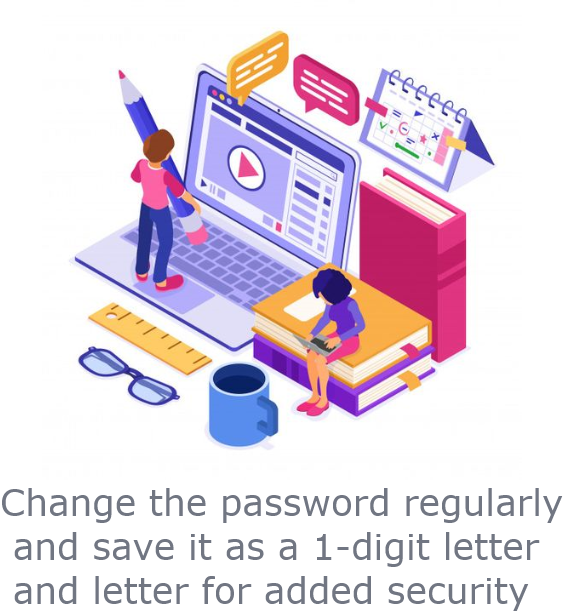 Change the password regularly
and save it as a 1-digit letter
and letter for added security